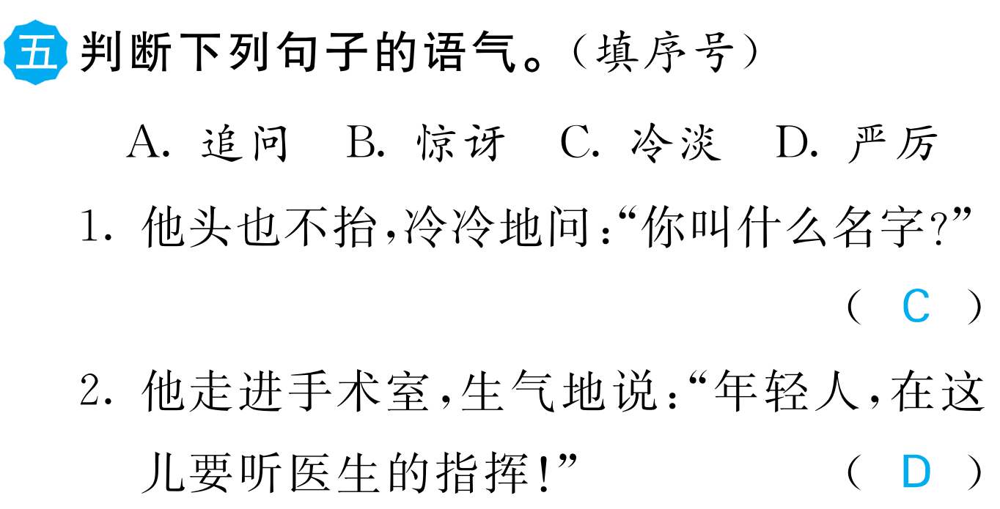 五 判断下列句子的语气。(填序号)
A. 追问 B. 惊讶 C. 冷淡 D. 严厉
1. 他头也不抬,冷冷地问:“你叫什么名字?”
( C )
2. 他走进手术室,生气地说:“年轻人,在这
儿要听医生的指挥!” ( D )